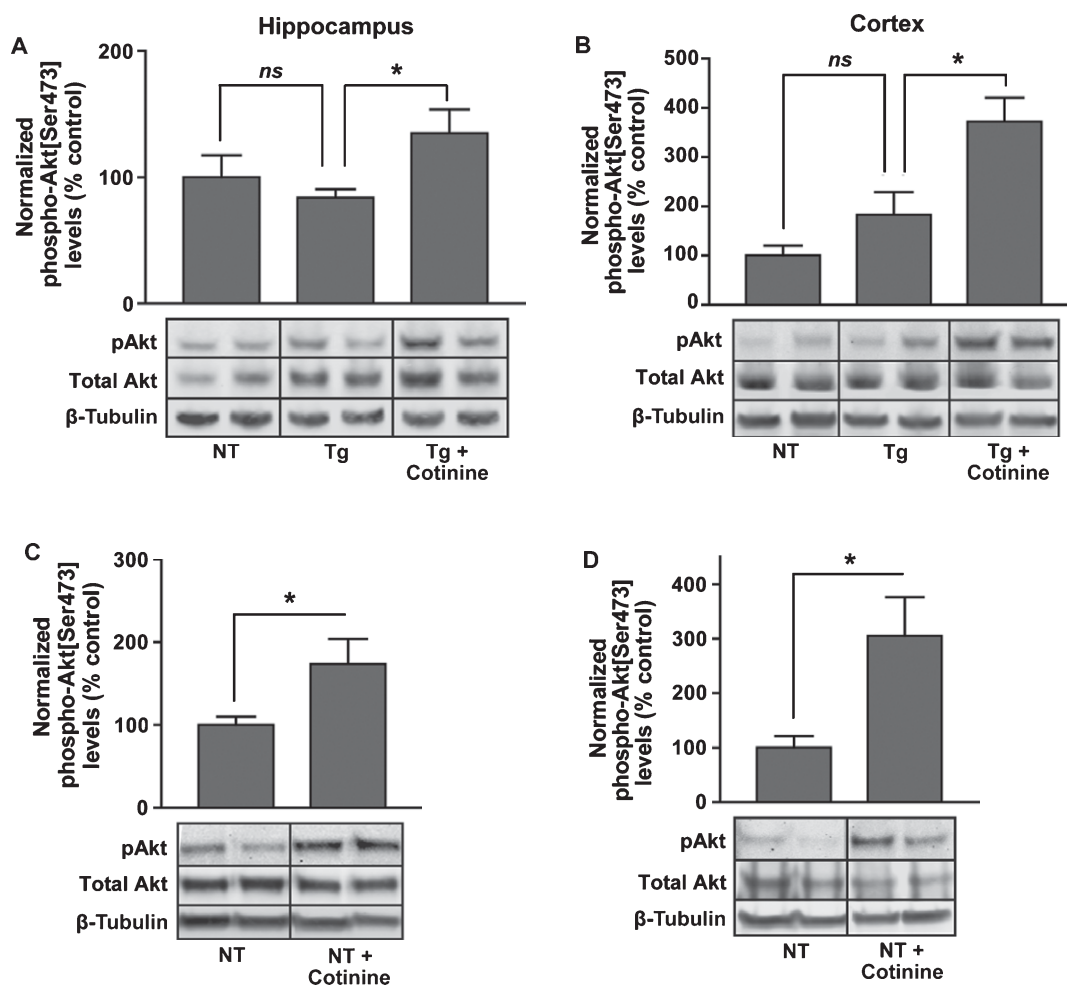 A
Hippocampus
Normalized
phospho-Akt[Ser473]
levels (% control)
200
100
0
ns
*
pAkt
Total Akt
β-Tubulin
NT
Tg
Tg +
Cotinine
B
Cortex
Normalized
phospho-Akt[Ser473]
levels (% control)
500
400
300
200
100
0
ns
*
pAkt
Total Akt
β-Tubulin
NT
Tg
Tg +
Cotinine
C
Normalized
phospho-Akt[Ser473]
levels (% control)
300
200
100
0
*
pAkt
Total Akt
β-Tubulin
NT
NT +
Cotinine
D
Normalized
phospho-Akt[Ser473]
levels (% control)
400
300
200
100
0
*
pAkt
Total Akt
β-Tubulin
NT
NT +
Cotinine